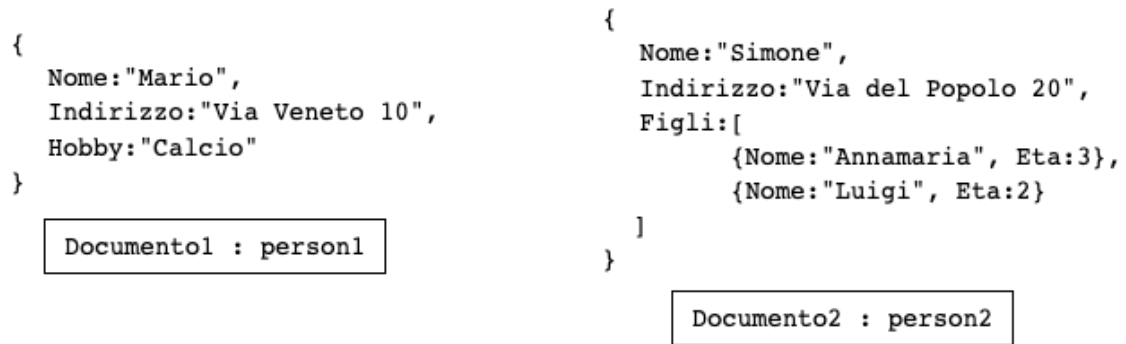 {
Nome:"Mario",
Indirizzo:"Via Veneto 10",
Hobby:"Calcio"
}
Documento1 : person1
{
Nome:"Simone",
Indirizzo:"Via del Popolo 20",
Figli:[
{Nome:"Annamaria", Eta:3},
{Nome:"Luigi", Eta:2}
]
}
Documento2 : person2